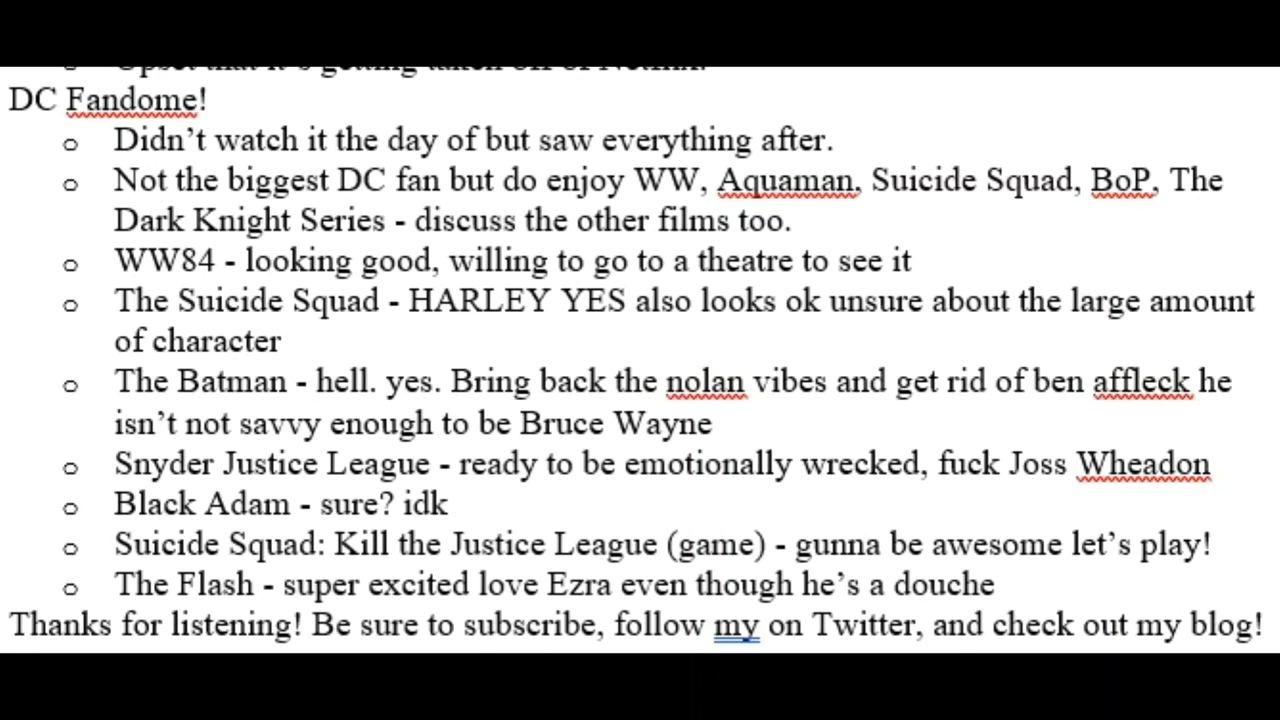 DC Fandome!
o Didn't watch it the day of but saw everything after.
o Not the biggest DC fan but do enjoy WW, Aquaman, Suicide Squad, BoP, The
Dark Knight Series - discuss the other films too.
o WW84 - looking good, willing to go to a theatre to see it
o The Suicide Squad - HARLEY YES also looks ok unsure about the large amount
of character
o The Batman - hell. yes. Bring back the nolan vibes and get rid of ben affleck he
isn't not savvy enough to be Bruce Wayne
o Snyder Justice League - ready to be emotionally wrecked, fuck Joss Wheadon
o Black Adam - sure? idk
o Suicide Squad: Kill the Justice League (game) - gunna be awesome let's play!
o The Flash - super excited love Ezra even though he's a douche
Thanks for listening! Be sure to subscribe, follow my on Twitter, and check out my blog!